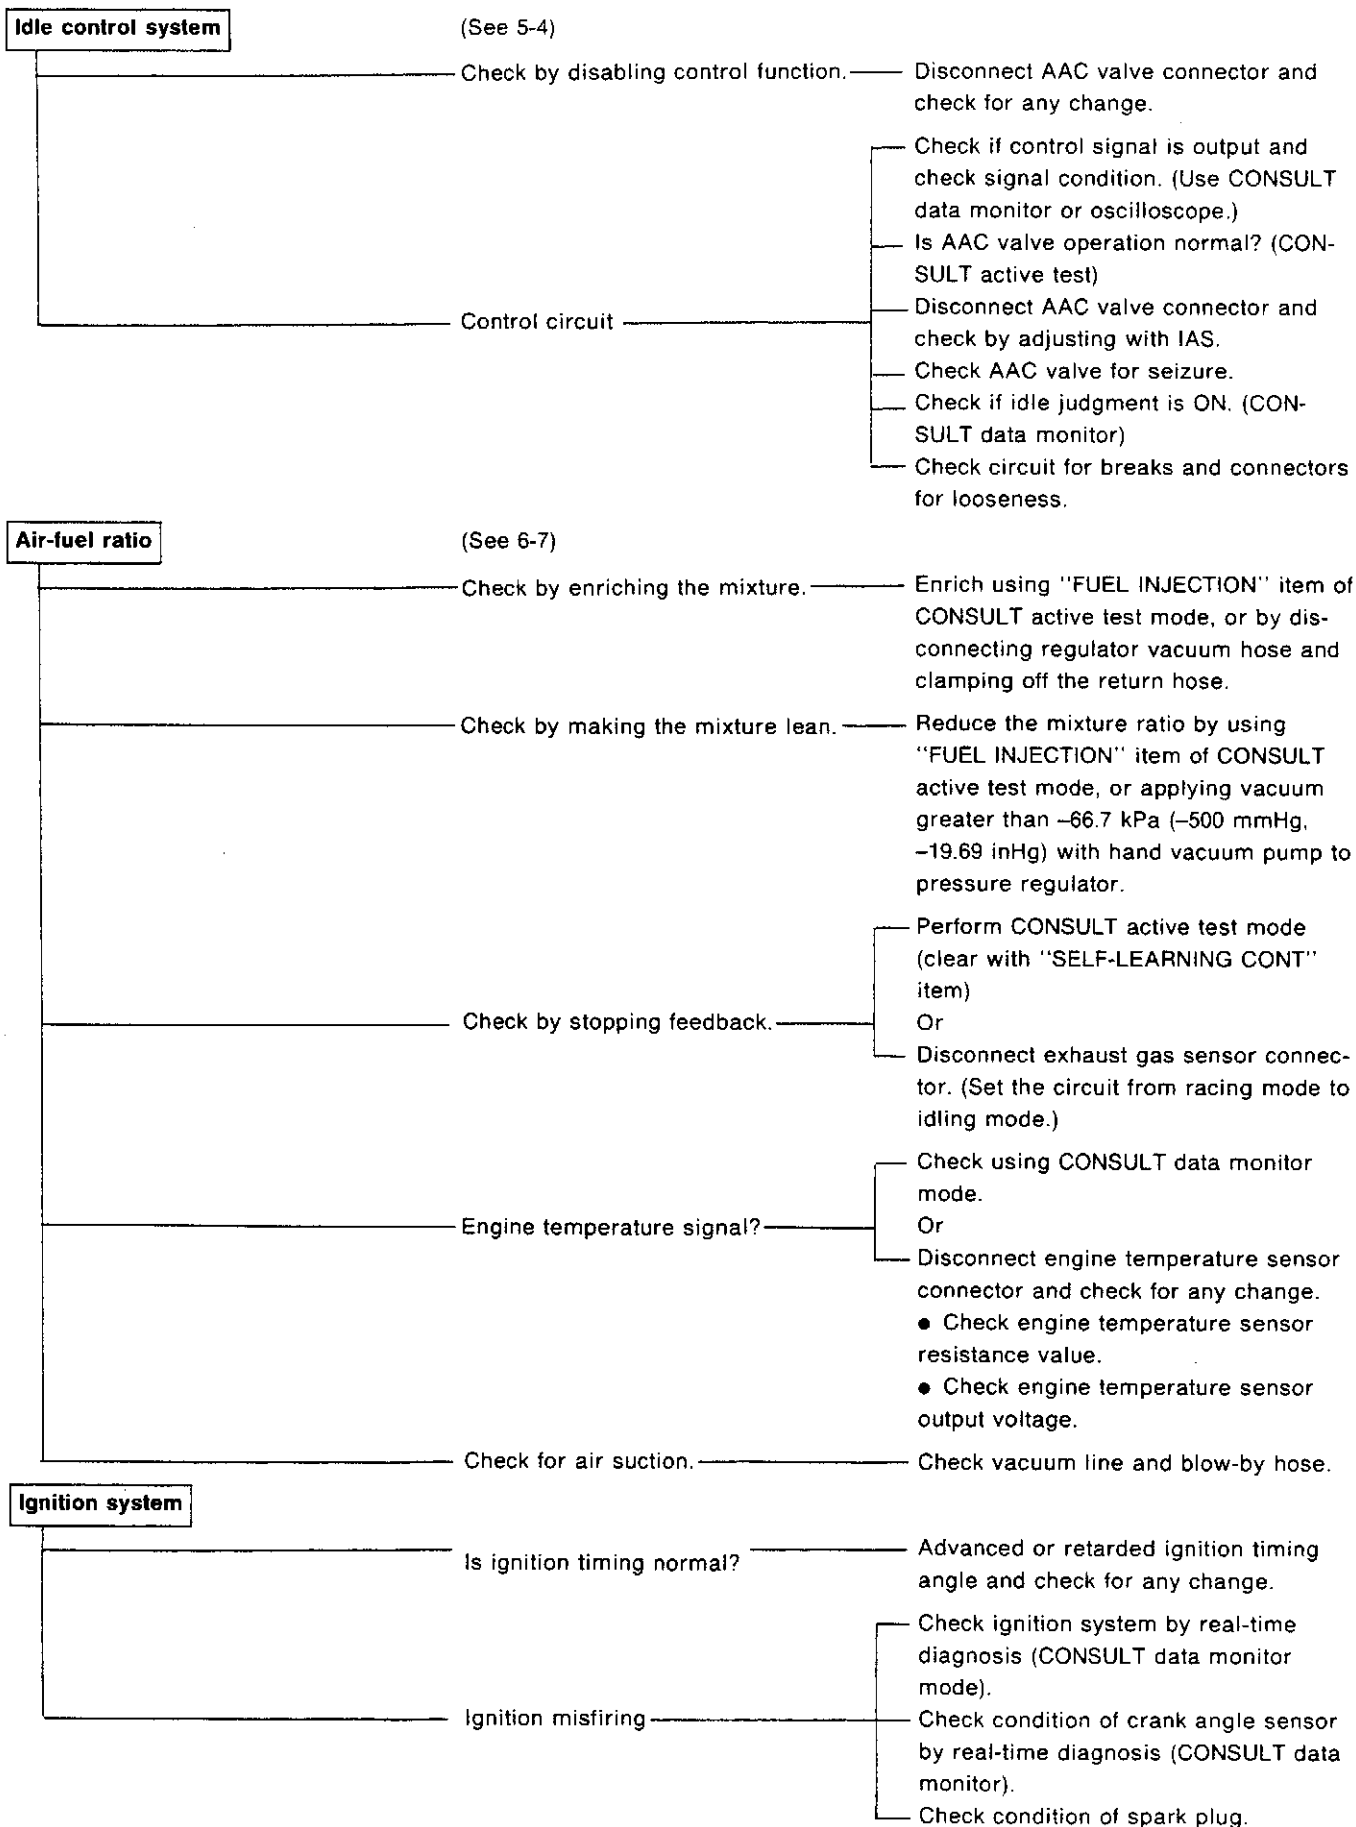 Idle control system
(See 5-4)
Check by disabling control function.
Disconnect AAC valve connector and
check for any change.
Control circuit
Check if control signal is output and
check signal condition. (Use CONSULT
data monitor or oscilloscope.)
Is AAC valve operation normal? (CON-
SULT active test)
Disconnect AAC valve connector and
check by adjusting with IAS.
Check AAC valve for seizure.
Check if idle judgment is ON. (CON-
SULT data monitor)
Check circuit for breaks and connectors
for looseness.
Air-fuel ratio
(See 6-7)
Check by enriching the mixture.
Enrich using "FUEL INJECTION" item of
CONSULT active test mode, or by dis-
connecting regulator vacuum hose and
clamping off the return hose.
Check by making the mixture lean.
Reduce the mixture ratio by using
"FUEL INJECTION" item of CONSULT
active test mode, or applying vacuum
greater than –66.7 kPa (–500 mmHg,
–19.69 inHg) with hand vacuum pump to
pressure regulator.
Check by stopping feedback.
Perform CONSULT active test mode
(clear with "SELF-LEARNING CONT"
item)
Or
Disconnect exhaust gas sensor connec-
tor. (Set the circuit from racing mode to
idling mode.)
Engine temperature signal?
Check using CONSULT data monitor
mode.
Or
Disconnect engine temperature sensor
connector and check for any change.
● Check engine temperature sensor
resistance value.
● Check engine temperature sensor
output voltage.
Check for air suction.
Check vacuum line and blow-by hose.
Ignition system
Is ignition timing normal?
Advanced or retarded ignition timing
angle and check for any change.
Ignition misfiring
Check ignition system by real-time
diagnosis (CONSULT data monitor
mode).
Check condition of crank angle sensor
by real-time diagnosis (CONSULT data
monitor).
Check condition of spark plug.